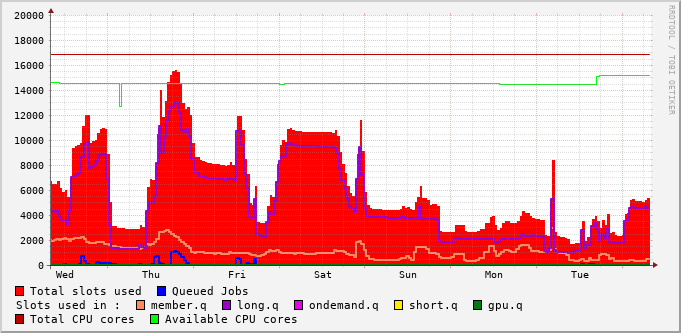 20000
18000
16000
14000
12000
10000
8000
6000
4000
2000
0
Wed Thu Fri Sat Sun Mon Tue
RRDTOOL / TOBI OETIKER
Total slots used Queued Jobs
Slots used in : member.q long.q ondemand.q short.q gpu.q
Total CPU cores Available CPU cores